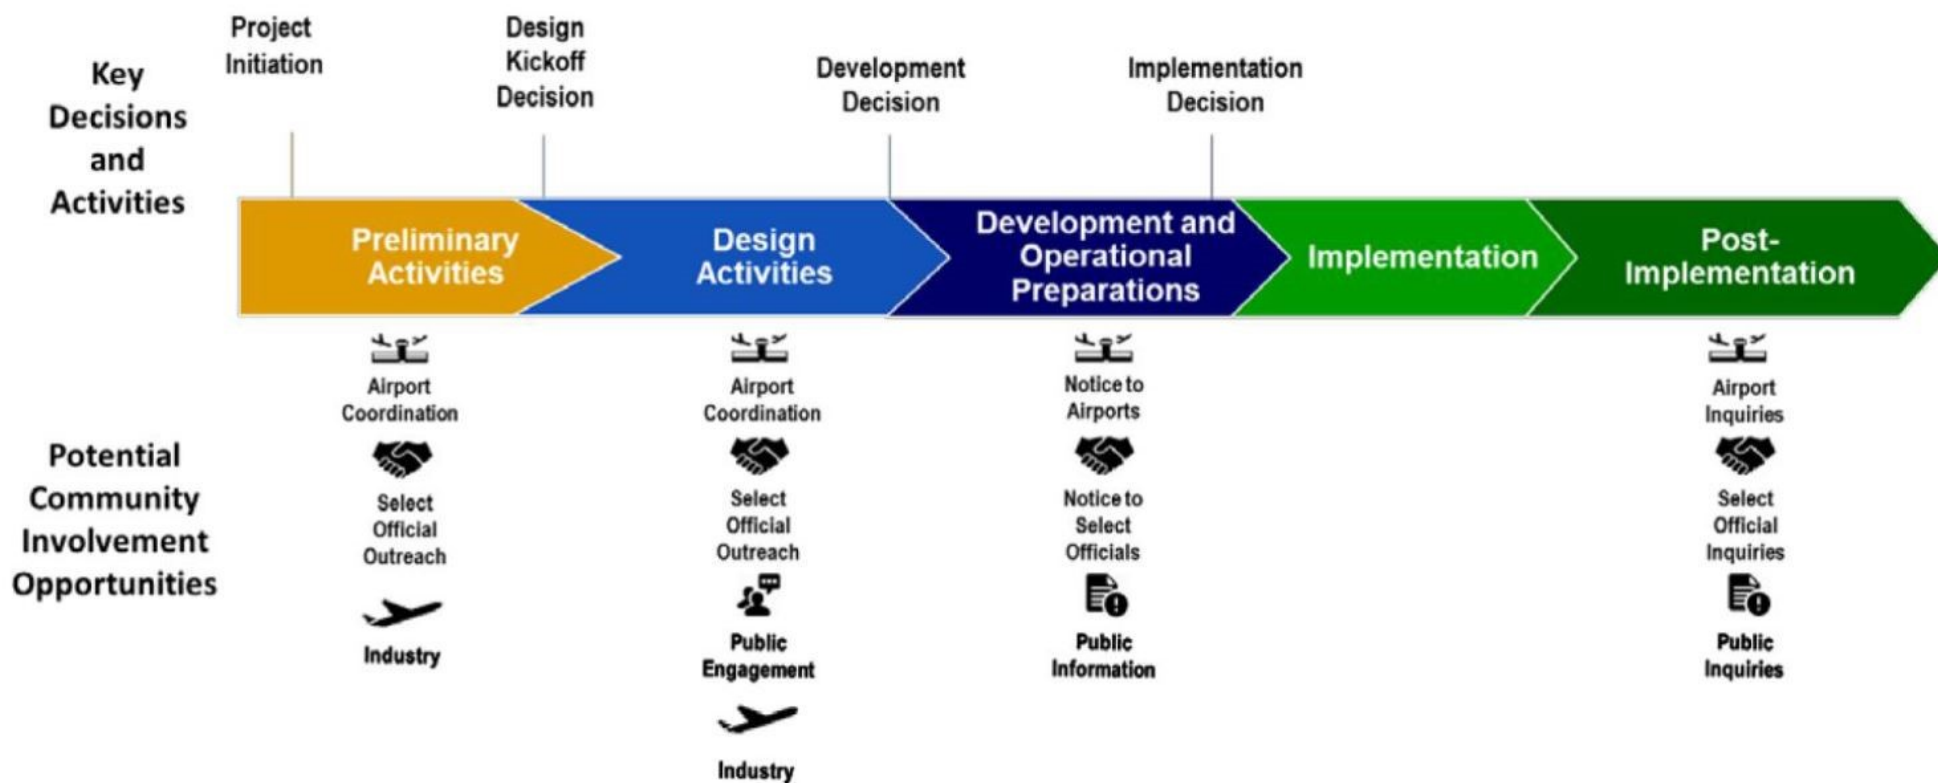 Key
Decisions
and
Activities
Project
Initiation
Design
Kickoff
Decision
Development
Decision
Implementation
Decision
Preliminary
Activities
Design
Activities
Development and
Operational
Preparations
Implementation
Post-
Implementation
Potential
Community
Involvement
Opportunities
Airport
Coordination
Select
Official
Outreach
Industry
Airport
Coordination
Select
Official
Outreach
Public
Engagement
Industry
Notice to
Airports
Notice to
Select
Officials
Public
Information
Airport
Inquiries
Select
Official
Inquiries
Public
Inquiries